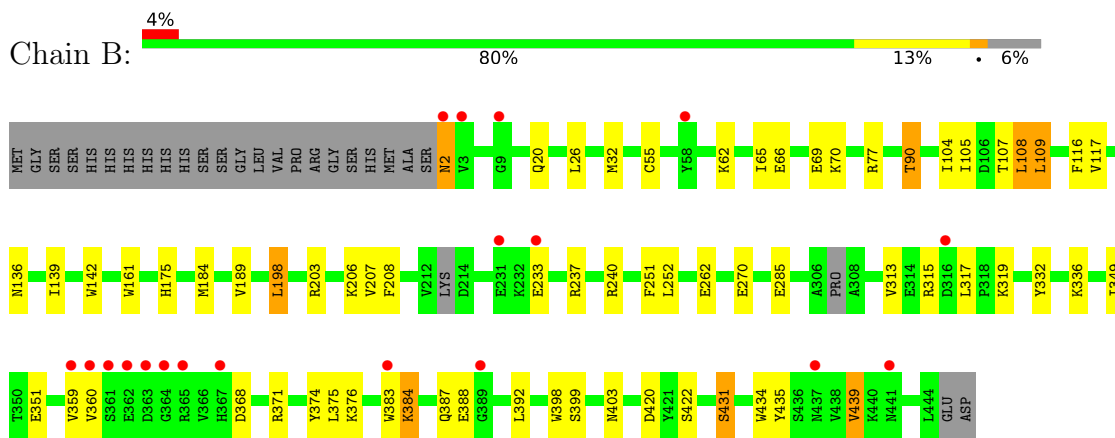 4%
Chain B:
80% 13% • 6%
MET GLY SER SER HIS HIS HIS HIS HIS HIS SER SER GLY LEU VAL PRO ARG GLY SER HIS MET ALA SER N2 V3 G9 Q20 L26 M32 C55 Y58 K62 I65 E66 E69 K70 R77 T90 I104 I105 D106 T107 L108 L109 F116 V117
N136 I139 W142 W161 H175 M184 V189 L198 R203 K206 V207 F208 V212 LYS D214 E231 K232 E233 R237 R240 F251 L252 E262 E270 E285 A306 PRO A308 V313 E314 R315 D316 L317 P318 K319 Y332 K336 I349
T350 E351 V359 V360 S361 E362 D363 G364 R365 V366 H367 D368 R371 Y374 L375 K376 W383 K384 Q387 E388 G389 L392 W398 S399 N403 D420 Y421 S422 S431 W434 Y435 S436 N437 V438 V439 K440 N441 L444 GLU ASP